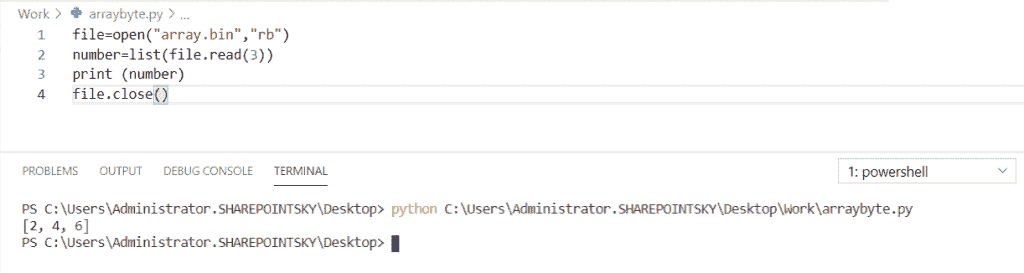 Work > arraybyte.py > ...
1 file=open("array.bin","rb")
2 number=list(file.read(3))
3 print (number)
4 file.close()
PROBLEMS OUTPUT DEBUG CONSOLE TERMINAL 1: powershell
PS C:\Users\Administrator.SHAREPOINTSKY\Desktop> python C:\Users\Administrator.SHAREPOINTSKY\Desktop\Work\arraybyte.py
[2, 4, 6]
PS C:\Users\Administrator.SHAREPOINTSKY\Desktop>